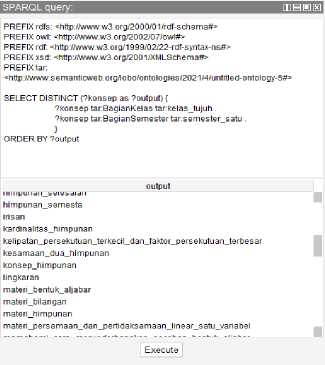 SPARQL query:
PREFIX rdfs: <http://www.w3.org/2000/01/rdf-schema#>
PREFIX owl: <http://www.w3.org/2002/07/owl#>
PREFIX rdf: <http://www.w3.org/1999/02/22-rdf-syntax-ns#>
PREFIX xsd: <http://www.w3.org/2001/XMLSchema#>
PREFIX tar:
<http://www.semanticweb.org/lebo/ontologies/2021/4/untitled-ontology-5#>
SELECT DISTINCT (?konsep as ?output) {
?konsep tar:BagianKelas tar:kelas_tujuh .
?konsep tar:BagianSemester tar:semester_satu .
}
ORDER BY ?output
output
himpunan_selesaian
himpunan_semesta
irisan
kardinalitas_himpunan
kelipatan_persekutuan_terkecil_dan_faktor_persekutuan_terbesar
kesamaan_dua_himpunan
konsep_himpunan
lingkaran
materi_bentuk_aljabar
materi_bilangan
materi_himpunan
materi_persamaan_dan_pertidaksamaan_linear_satu_variabel
Execute